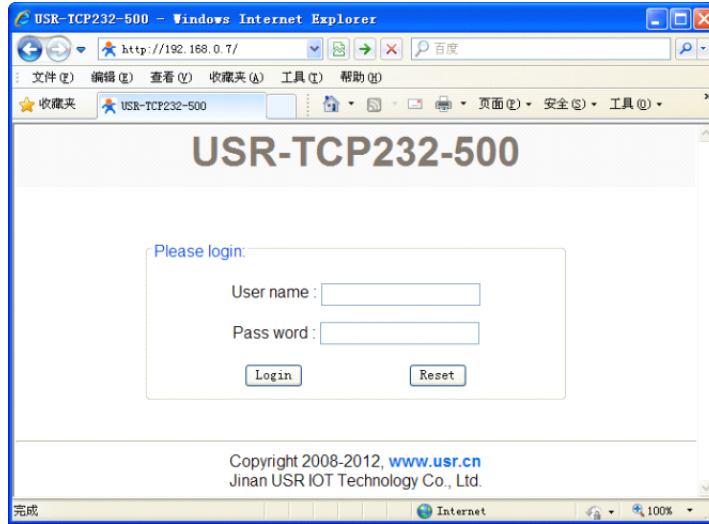 USR-TCP232-500 - Windows Internet Explorer
http://192.168.0.7/
百度
文件(F) 编辑(E) 查看(V) 收藏夹(A) 工具(T) 帮助(H)
收藏夹 USR-TCP232-500 页面(P) 安全(S) 工具(O) »
USR-TCP232-500
Please login:
User name :
Pass word :
Login Reset
Copyright 2008-2012, www.usr.cn
Jinan USR IOT Technology Co., Ltd.
完成 Internet 100%